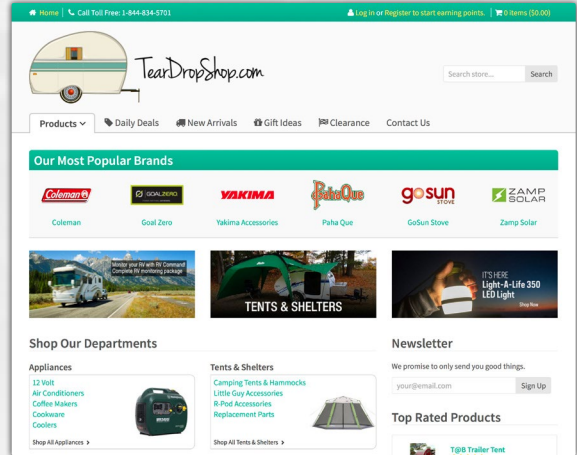 Home | Call Toll Free: 1-844-834-5701
Log in or Register to start earning points. | 0 items ($0.00)
TearDropShop.com
Search store... Search
Products Daily Deals New Arrivals Gift Ideas Clearance Contact Us
Our Most Popular Brands
Coleman GOALZERO YAKIMA PahaQue gosun STOVE ZAMP SOLAR
Coleman Goal Zero Yakima Accessories Paha Que GoSun Stove Zamp Solar
Monitor your RV with RV Command
Complete RV monitoring package
TENTS & SHELTERS
IT'S HERE
Light-A-Life 350
LED Light
Shop Now
Shop Our Departments
Appliances
12 Volt
Air Conditioners
Coffee Makers
Cookware
Coolers
Shop All Appliances >
Tents & Shelters
Camping Tents & Hammocks
Little Guy Accessories
R-Pod Accessories
Replacement Parts
Shop All Tents & Shelters >
Newsletter
We promise to only send you good things.
your@email.com Sign Up
Top Rated Products
T@B Trailer Tent